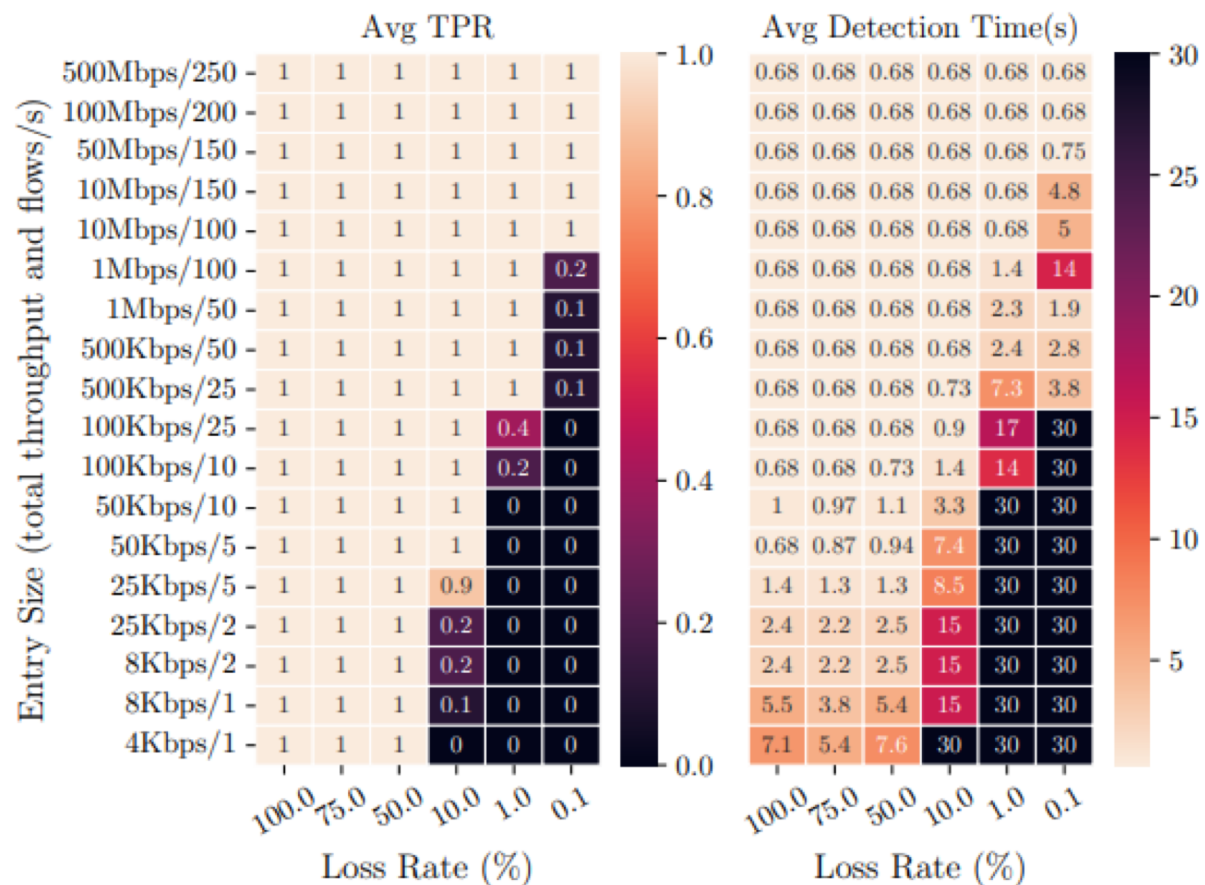 Avg TPR
Avg Detection Time(s)
Entry Size (total throughput and flows/s)
500Mbps/250 1 1 1 1 1 1 0.68 0.68 0.68 0.68 0.68 0.68
100Mbps/200 1 1 1 1 1 1 0.68 0.68 0.68 0.68 0.68 0.68
50Mbps/150 1 1 1 1 1 1 0.68 0.68 0.68 0.68 0.68 0.75
10Mbps/150 1 1 1 1 1 1 0.68 0.68 0.68 0.68 0.68 4.8
10Mbps/100 1 1 1 1 1 1 0.68 0.68 0.68 0.68 0.68 5
1Mbps/100 1 1 1 1 1 0.2 0.68 0.68 0.68 0.68 1.4 14
1Mbps/50 1 1 1 1 1 0.1 0.68 0.68 0.68 0.68 2.3 1.9
500Kbps/50 1 1 1 1 1 0.1 0.68 0.68 0.68 0.68 2.4 2.8
500Kbps/25 1 1 1 1 1 0.1 0.68 0.68 0.68 0.73 7.3 3.8
100Kbps/25 1 1 1 1 0.4 0 0.68 0.68 0.68 0.9 17 30
100Kbps/10 1 1 1 1 0.2 0 0.68 0.68 0.73 1.4 14 30
50Kbps/10 1 1 1 1 0 0 1 0.97 1.1 3.3 30 30
50Kbps/5 1 1 1 1 0 0 0.68 0.87 0.94 7.4 30 30
25Kbps/5 1 1 1 0.9 0 0 1.4 1.3 1.3 8.5 30 30
25Kbps/2 1 1 1 0.2 0 0 2.4 2.2 2.5 15 30 30
8Kbps/2 1 1 1 0.2 0 0 2.4 2.2 2.5 15 30 30
8Kbps/1 1 1 1 0.1 0 0 5.5 3.8 5.4 15 30 30
4Kbps/1 1 1 1 0 0 0 7.1 5.4 7.6 30 30 30
1.0
0.8
0.6
0.4
0.2
0.0
30
25
20
15
10
5
100.0 75.0 50.0 10.0 1.0 0.1
100.0 75.0 50.0 10.0 1.0 0.1
Loss Rate (%)
Loss Rate (%)